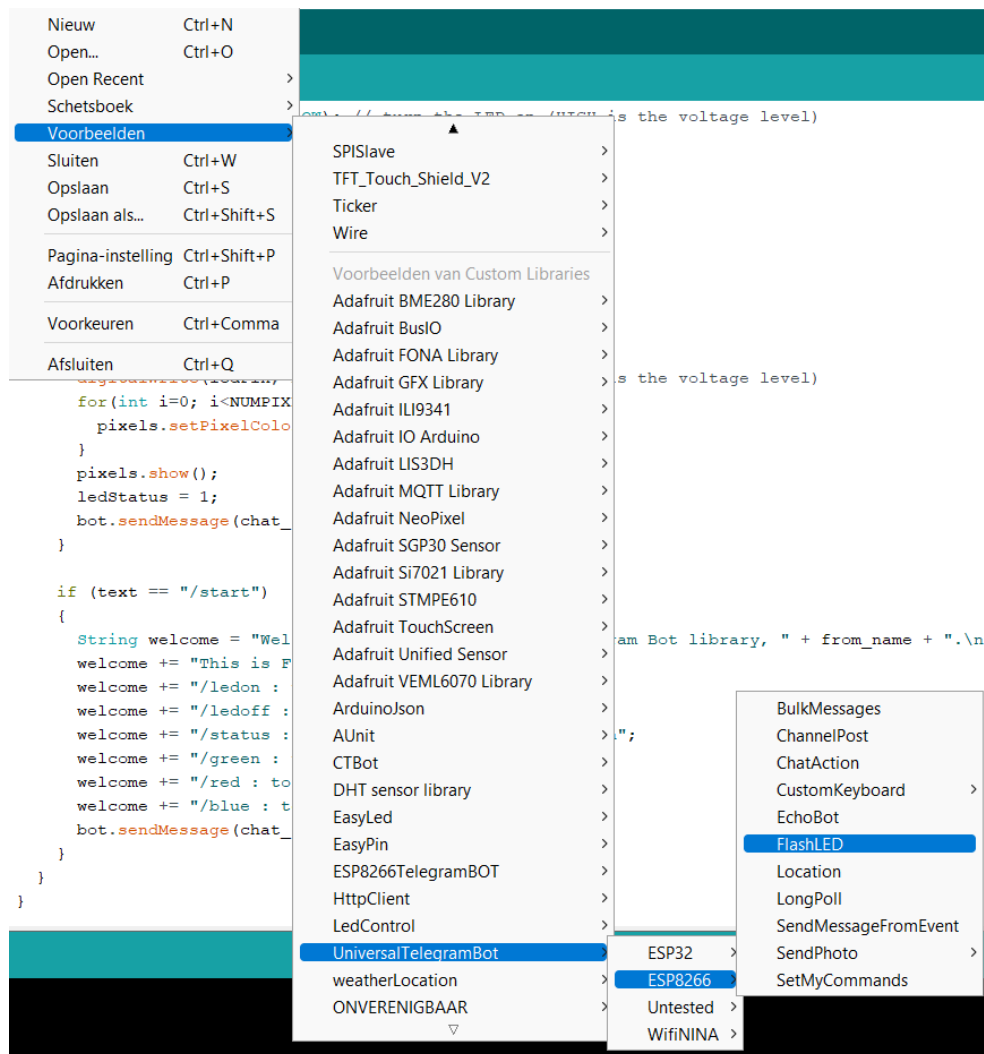 Nieuw Ctrl+N
Open... Ctrl+O
Open Recent
Schetsboek
Voorbeelden
Sluiten Ctrl+W
Opslaan Ctrl+S
Opslaan als... Ctrl+Shift+S
Pagina-instelling Ctrl+Shift+P
Afdrukken Ctrl+P
Voorkeuren Ctrl+Comma
Afsluiten Ctrl+Q
SPISlave
TFT_Touch_Shield_V2
Ticker
Wire
Voorbeelden van Custom Libraries
Adafruit BME280 Library
Adafruit BusIO
Adafruit FONA Library
Adafruit GFX Library
Adafruit ILI9341
Adafruit IO Arduino
Adafruit LIS3DH
Adafruit MQTT Library
Adafruit NeoPixel
Adafruit SGP30 Sensor
Adafruit Si7021 Library
Adafruit STMPE610
Adafruit TouchScreen
Adafruit Unified Sensor
Adafruit VEML6070 Library
ArduinoJson
AUnit
CTBot
DHT sensor library
EasyLed
EasyPin
ESP8266TelegramBOT
HttpClient
LedControl
UniversalTelegramBot
weatherLocation
ONVERENIGBAAR
ESP32
ESP8266
Untested
WifiNINA
BulkMessages
ChannelPost
ChatAction
CustomKeyboard
EchoBot
FlashLED
Location
LongPoll
SendMessageFromEvent
SendPhoto
SetMyCommands
); // turn the LED on (HIGH is the voltage level)
s the voltage level)
for(int i=0; i<NUMPIX
pixels.setPixelColo
}
pixels.show();
ledStatus = 1;
bot.sendMessage(chat_
}
if (text == "/start")
{
String welcome = "Wel am Bot library, " + from_name + ".\n
welcome += "This is F
welcome += "/ledon :
welcome += "/ledoff :
welcome += "/status : ";
welcome += "/green :
welcome += "/red : to
welcome += "/blue : t
bot.sendMessage(chat_
}
}
}